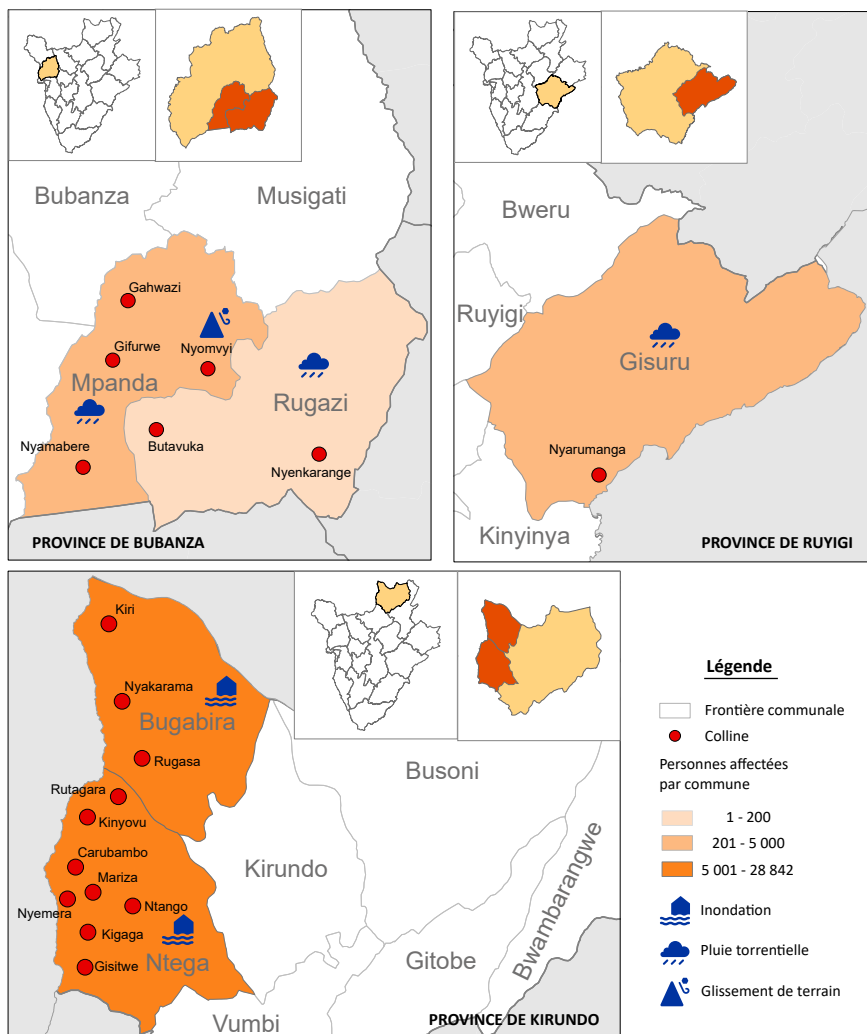 Bubanza
Musigati
Gahwazi
Gifurwe
Nyomvyi
Mpanda
Rugazi
Nyamabere
Butavuka
Nyenkarange
PROVINCE DE BUBANZA
Bweru
Ruyigi
Gisuru
Nyarumanga
Kinyinya
PROVINCE DE RUYIGI
Kiri
Nyakarama
Bugabira
Rugasa
Rutagara
Kinyovu
Carubambo
Mariza
Nyemera
Ntango
Kigaga
Ntega
Gisitwe
Busoni
Kirundo
Gitobe
Bwambarangwe
Vumbi
PROVINCE DE KIRUNDO
Légende
Frontière communale
Colline
Personnes affectées
par commune
1 - 200
201 - 5 000
5 001 - 28 842
Inondation
Pluie torrentielle
Glissement de terrain